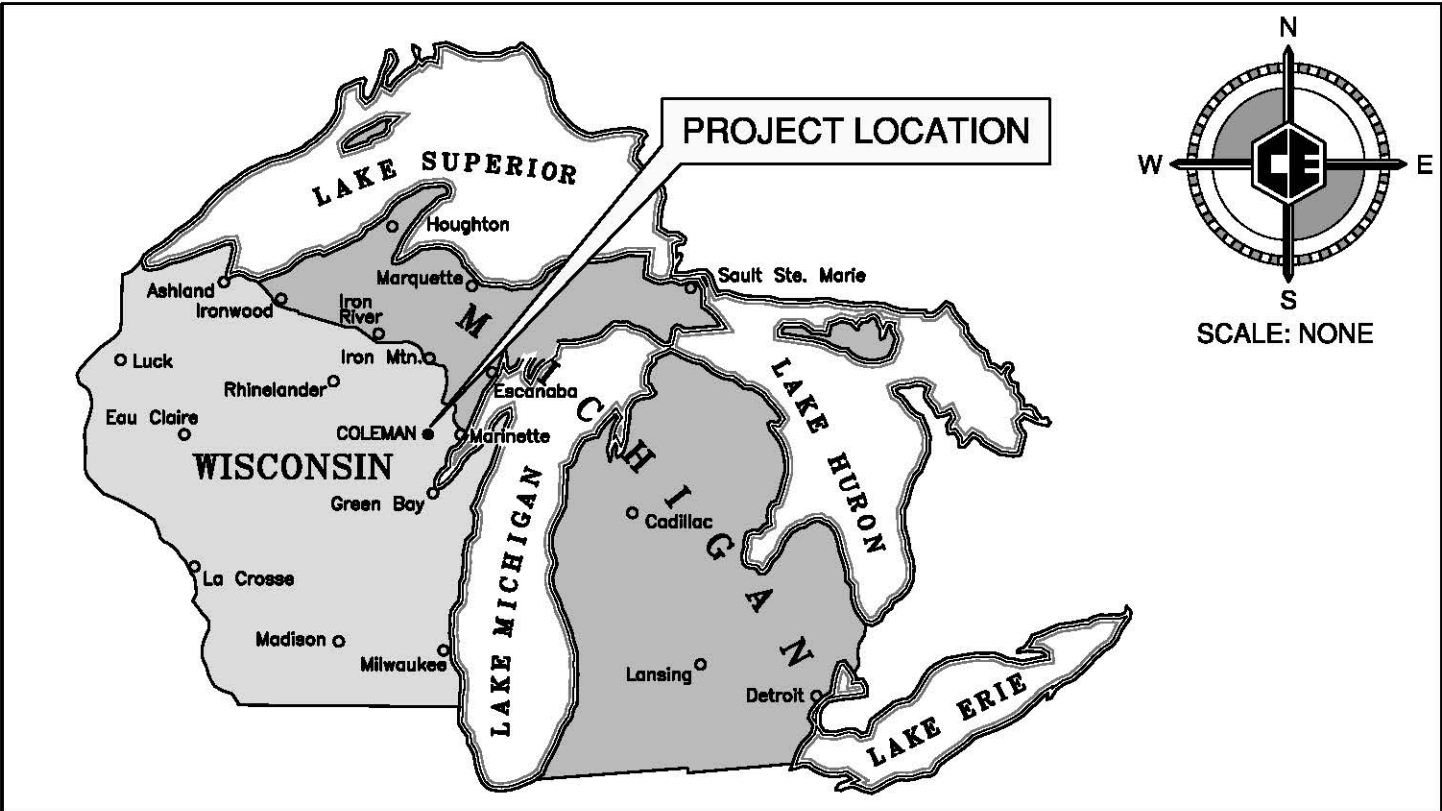 N
PROJECT LOCATION
W
CE
E
S
SCALE: NONE
LAKE SUPERIOR
Houghton
Marquette
Sault Ste. Marie
Ashland
Ironwood
Iron
River
Iron Mtn.
Luck
Rhinelander
Escanaba
Eau Claire
COLEMAN
Marinette
WISCONSIN
Green Bay
MICHIGAN
LAKE HURON
LAKE MICHIGAN
Cadillac
La Crosse
Madison
Milwaukee
Lansing
Detroit
LAKE ERIE